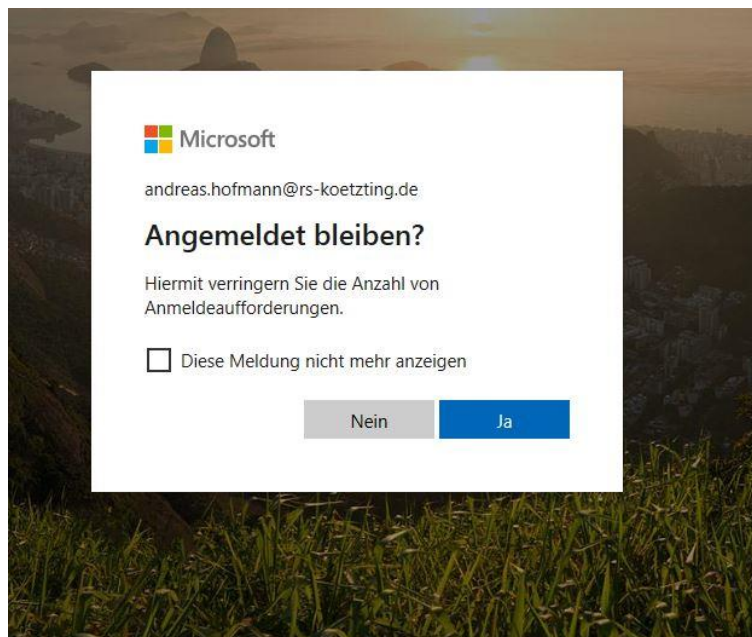 Microsoft
andreas.hofmann@rs-koetzting.de
Angemeldet bleiben?
Hiermit verringern Sie die Anzahl von
Anmeldeaufforderungen.
Diese Meldung nicht mehr anzeigen
Nein Ja